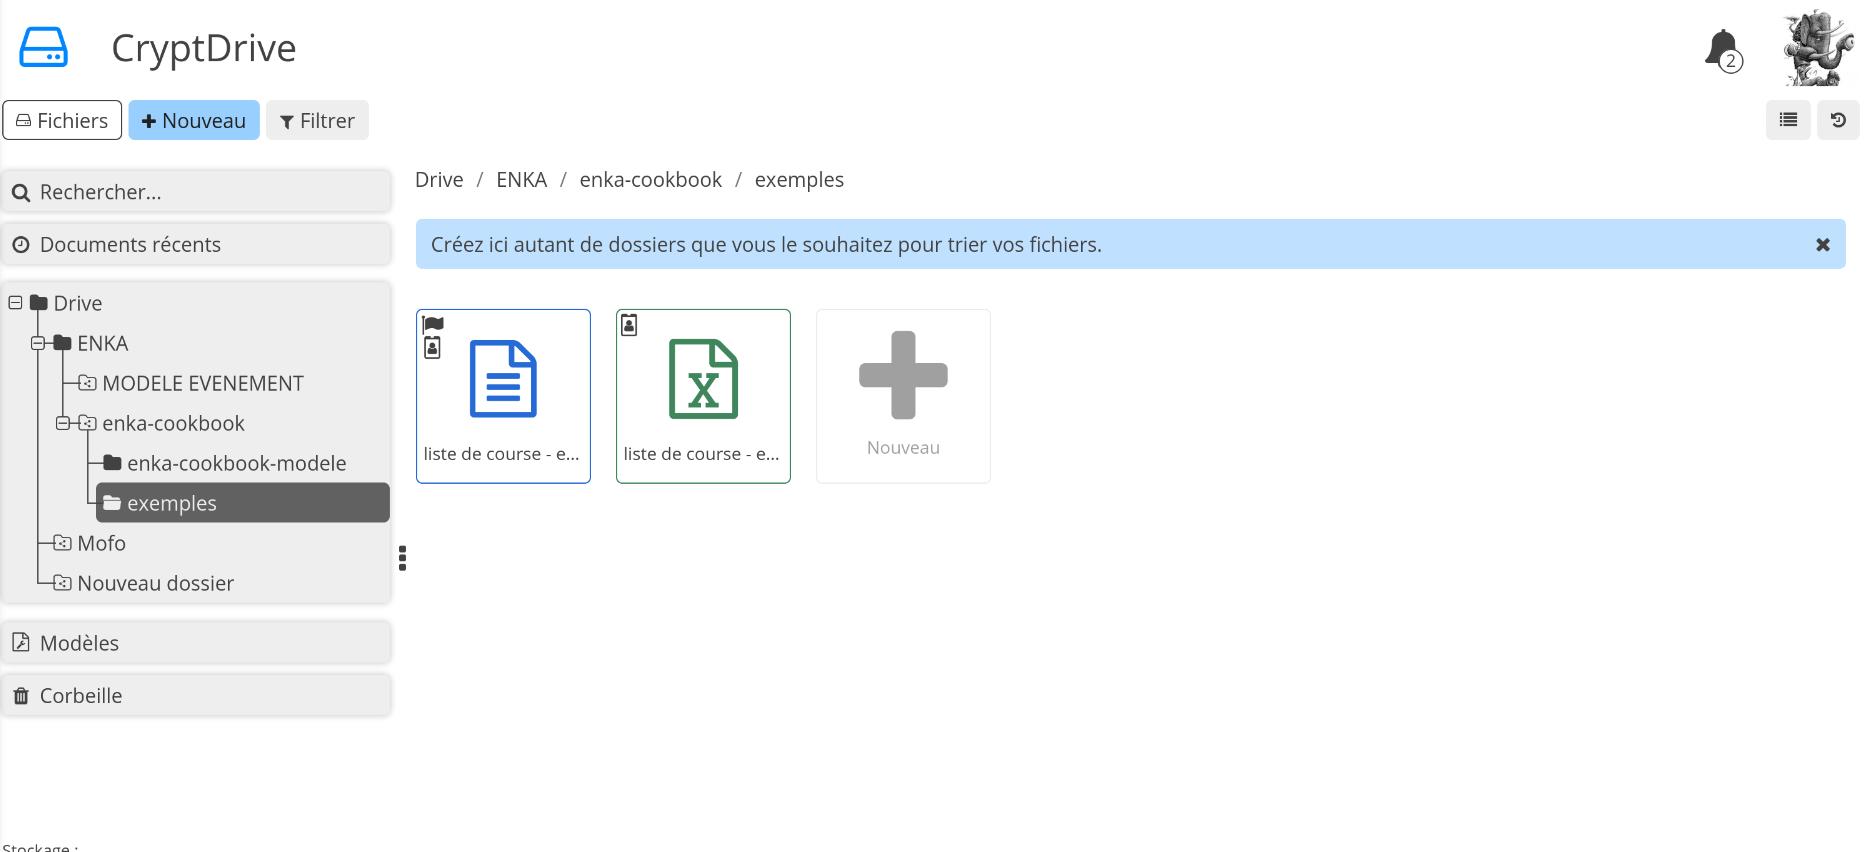 CryptDrive
2
Fichiers
Nouveau
Filtrer
Rechercher...
Documents récents
Drive
ENKA
MODELE EVENEMENT
enka-cookbook
enka-cookbook-modele
exemples
Mofo
Nouveau dossier
Modèles
Corbeille
Stockage :
Drive / ENKA / enka-cookbook / exemples
Créez ici autant de dossiers que vous le souhaitez pour trier vos fichiers.
liste de course - e...
liste de course - e...
Nouveau